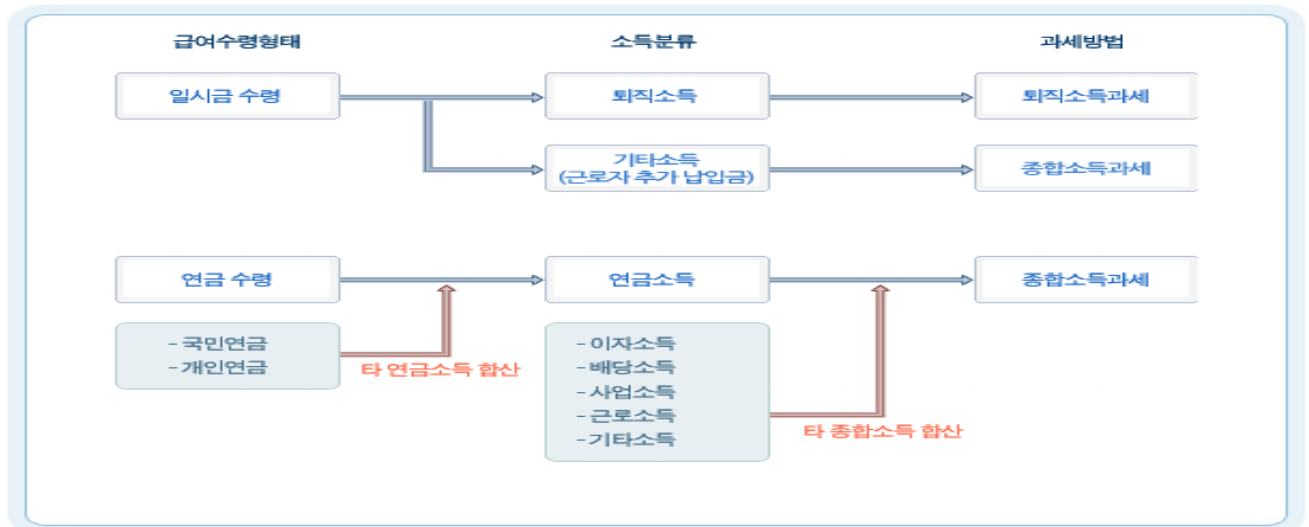 급여수령형태
소득분류
과세방법
일시금 수령
퇴직소득
퇴직소득과세
기타소득
(근로자 추가 납입금)
종합소득과세
연금 수령
연금소득
종합소득과세
- 국민연금
- 개인연금
타 연금소득 합산
- 이자소득
- 배당소득
- 사업소득
- 근로소득
- 기타소득
타 종합소득 합산